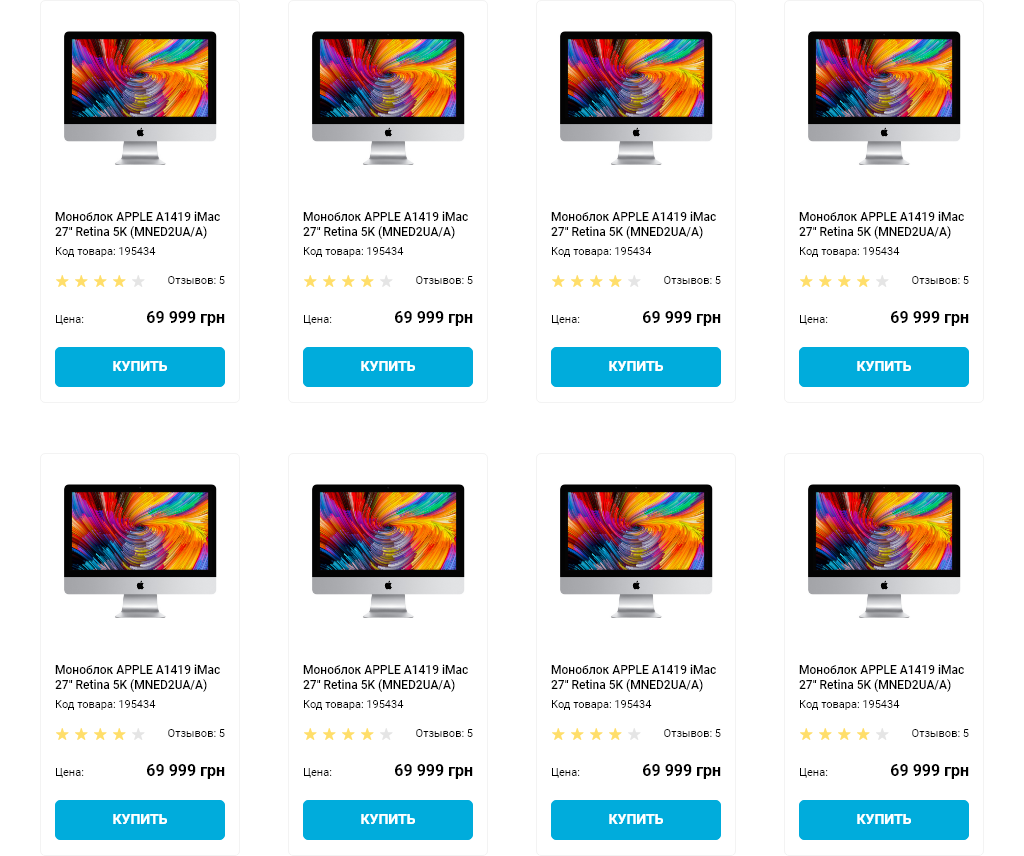 Моноблок APPLE A1419 iMac
27" Retina 5K (MNED2UA/A)
Код товара: 195434
Отзывов: 5
Цена: 69 999 грн
КУПИТЬ
Моноблок APPLE A1419 iMac
27" Retina 5K (MNED2UA/A)
Код товара: 195434
Отзывов: 5
Цена: 69 999 грн
КУПИТЬ
Моноблок APPLE A1419 iMac
27" Retina 5K (MNED2UA/A)
Код товара: 195434
Отзывов: 5
Цена: 69 999 грн
КУПИТЬ
Моноблок APPLE A1419 iMac
27" Retina 5K (MNED2UA/A)
Код товара: 195434
Отзывов: 5
Цена: 69 999 грн
КУПИТЬ
Моноблок APPLE A1419 iMac
27" Retina 5K (MNED2UA/A)
Код товара: 195434
Отзывов: 5
Цена: 69 999 грн
КУПИТЬ
Моноблок APPLE A1419 iMac
27" Retina 5K (MNED2UA/A)
Код товара: 195434
Отзывов: 5
Цена: 69 999 грн
КУПИТЬ
Моноблок APPLE A1419 iMac
27" Retina 5K (MNED2UA/A)
Код товара: 195434
Отзывов: 5
Цена: 69 999 грн
КУПИТЬ
Моноблок APPLE A1419 iMac
27" Retina 5K (MNED2UA/A)
Код товара: 195434
Отзывов: 5
Цена: 69 999 грн
КУПИТЬ